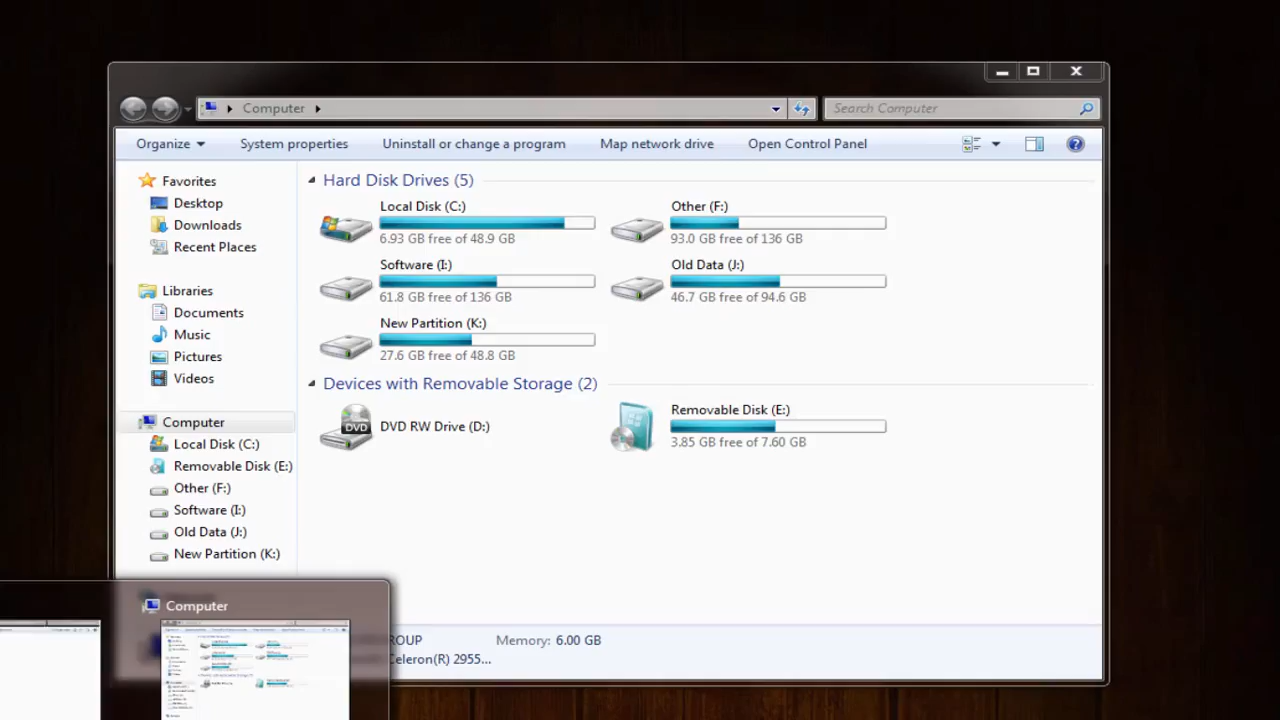 Computer
Search Computer
Organize
System properties
Uninstall or change a program
Map network drive
Open Control Panel
Favorites
Desktop
Downloads
Recent Places
Libraries
Documents
Music
Pictures
Videos
Computer
Local Disk (C:)
Removable Disk (E:)
Other (F:)
Software (I:)
Old Data (J:)
New Partition (K:)
Hard Disk Drives (5)
Local Disk (C:)
6.93 GB free of 48.9 GB
Other (F:)
93.0 GB free of 136 GB
Software (I:)
61.8 GB free of 136 GB
Old Data (J:)
46.7 GB free of 94.6 GB
New Partition (K:)
27.6 GB free of 48.8 GB
Devices with Removable Storage (2)
DVD
DVD RW Drive (D:)
Removable Disk (E:)
3.85 GB free of 7.60 GB
Computer
ROUP
Memory: 6.00 GB
Celeron(R) 2955...